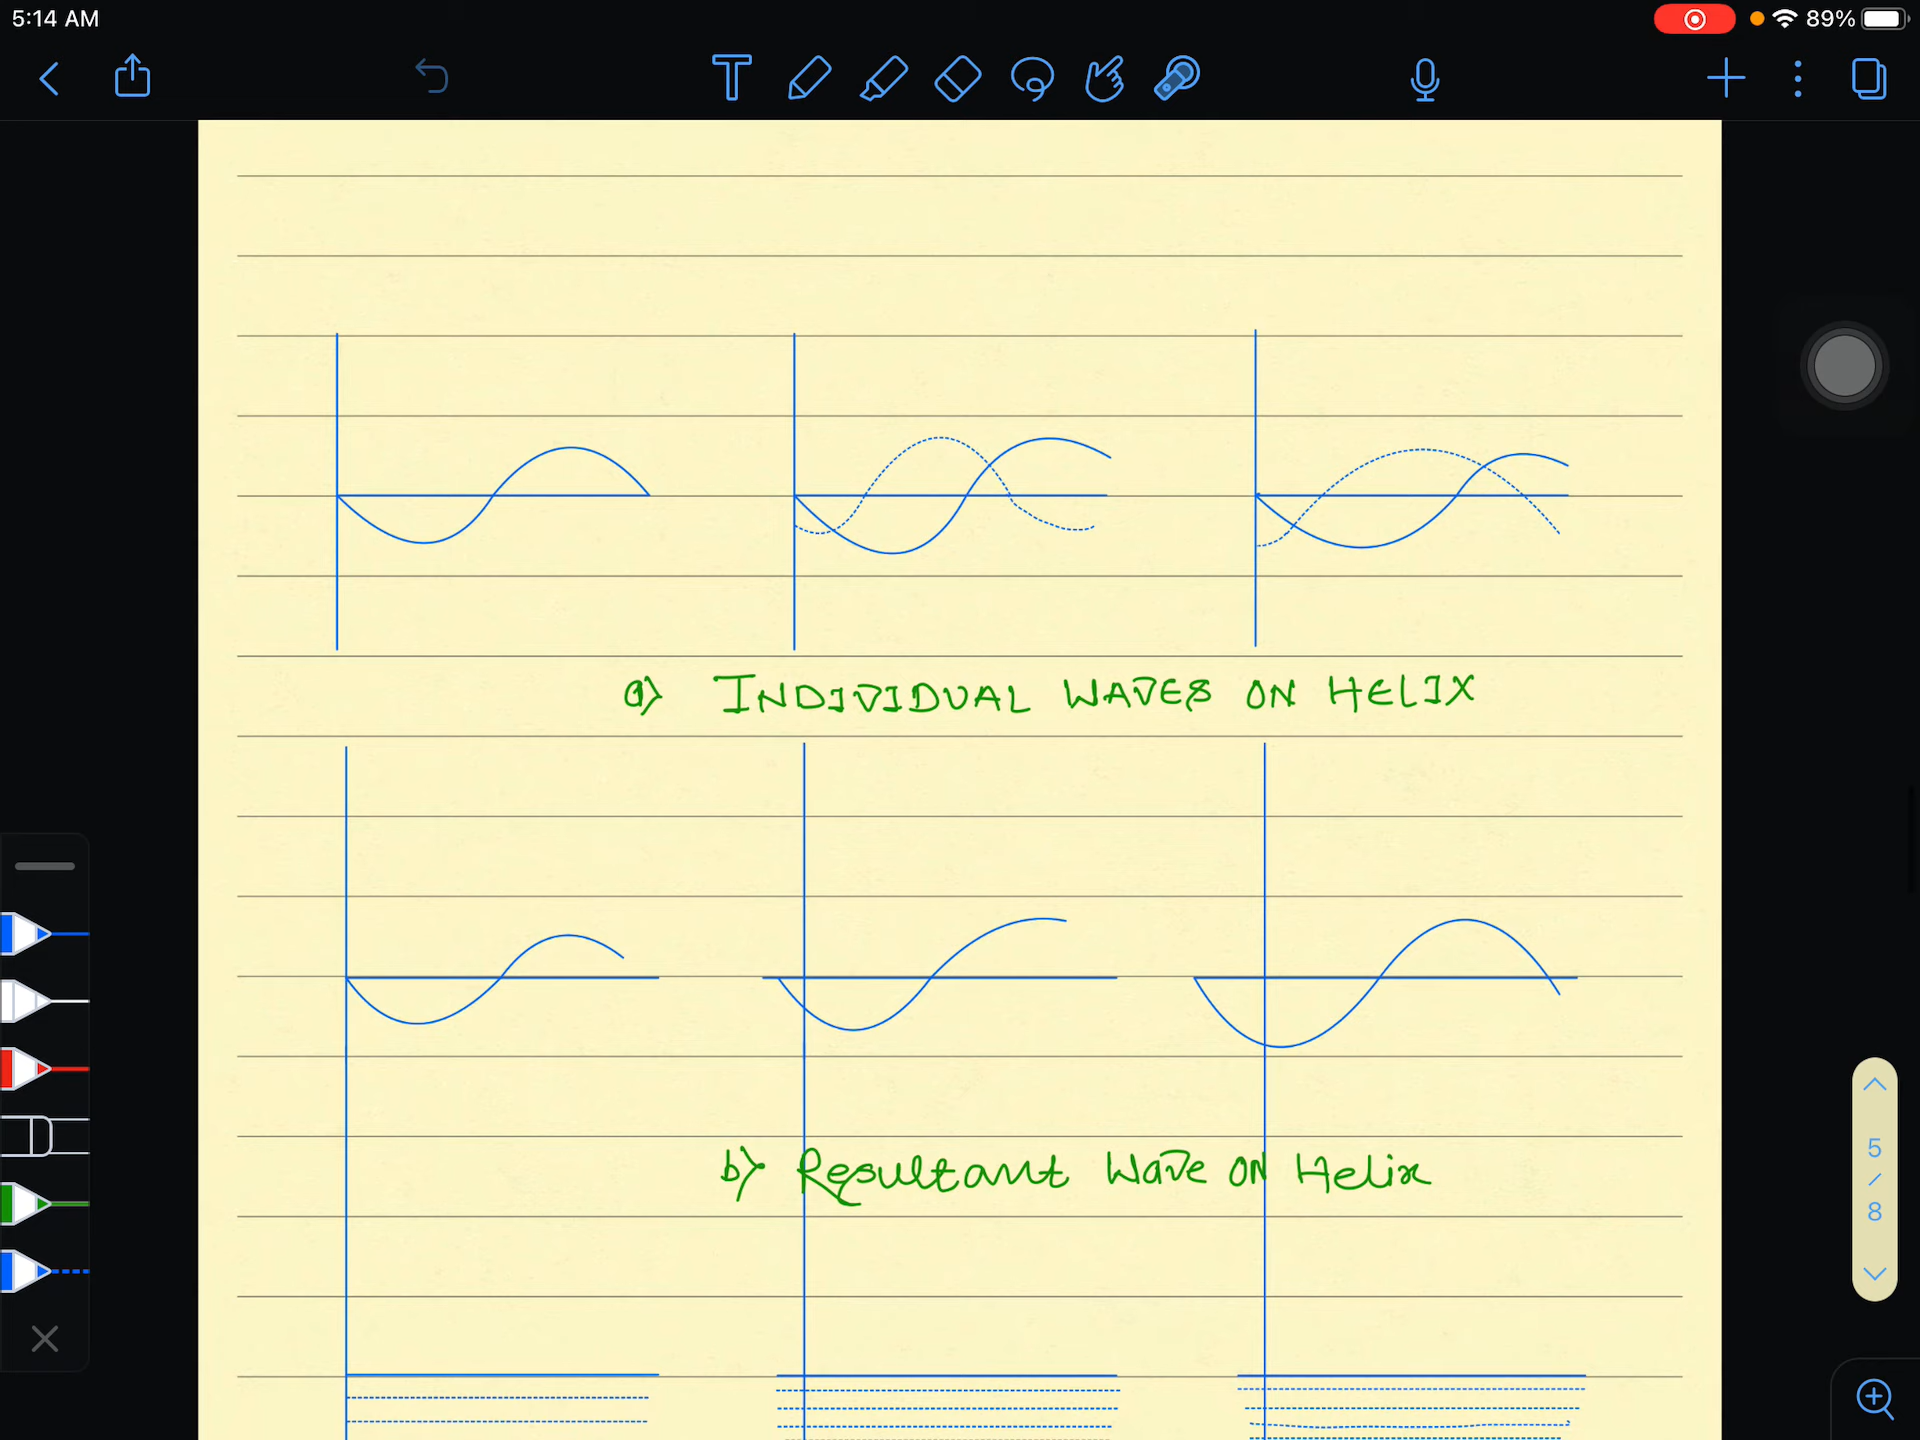 5:14 AM
89%
T
a) INDIVIDUAL WAVES ON HELIX
b) Resultant Wave ON Helix
5
/
8